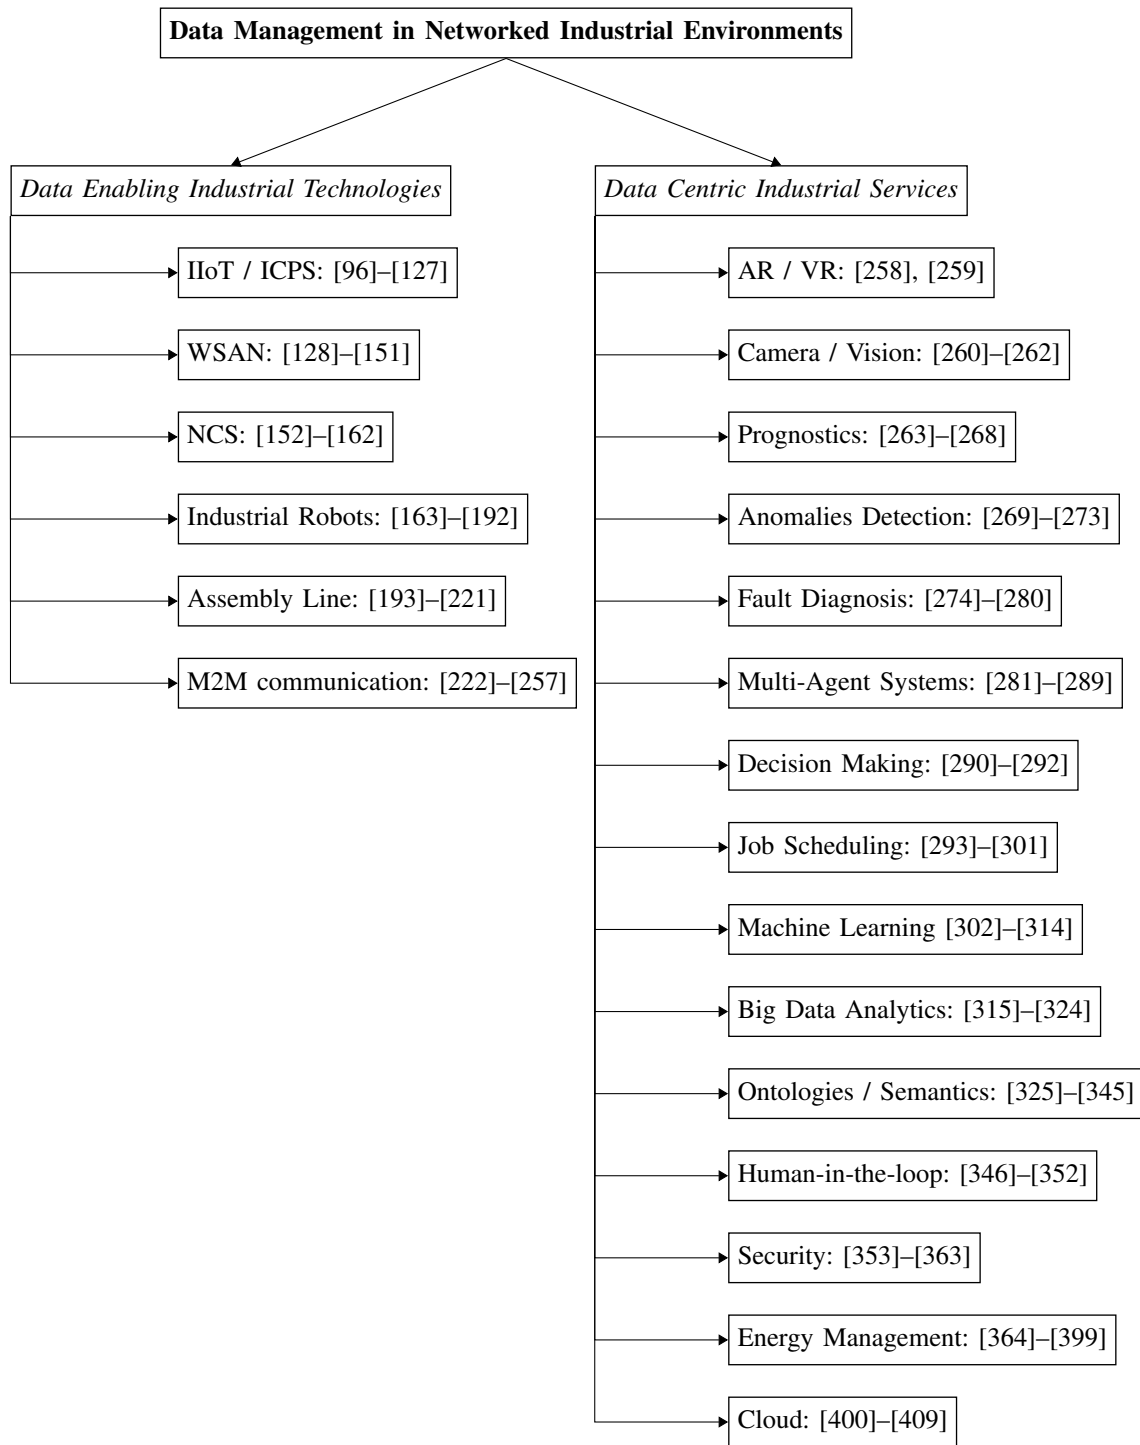 Data Management in Networked Industrial Environments
Data Enabling Industrial Technologies
IIoT / ICPS: [96]–[127]
WSAN: [128]–[151]
NCS: [152]–[162]
Industrial Robots: [163]–[192]
Assembly Line: [193]–[221]
M2M communication: [222]–[257]
Data Centric Industrial Services
AR / VR: [258], [259]
Camera / Vision: [260]–[262]
Prognostics: [263]–[268]
Anomalies Detection: [269]–[273]
Fault Diagnosis: [274]–[280]
Multi-Agent Systems: [281]–[289]
Decision Making: [290]–[292]
Job Scheduling: [293]–[301]
Machine Learning [302]–[314]
Big Data Analytics: [315]–[324]
Ontologies / Semantics: [325]–[345]
Human-in-the-loop: [346]–[352]
Security: [353]–[363]
Energy Management: [364]–[399]
Cloud: [400]–[409]